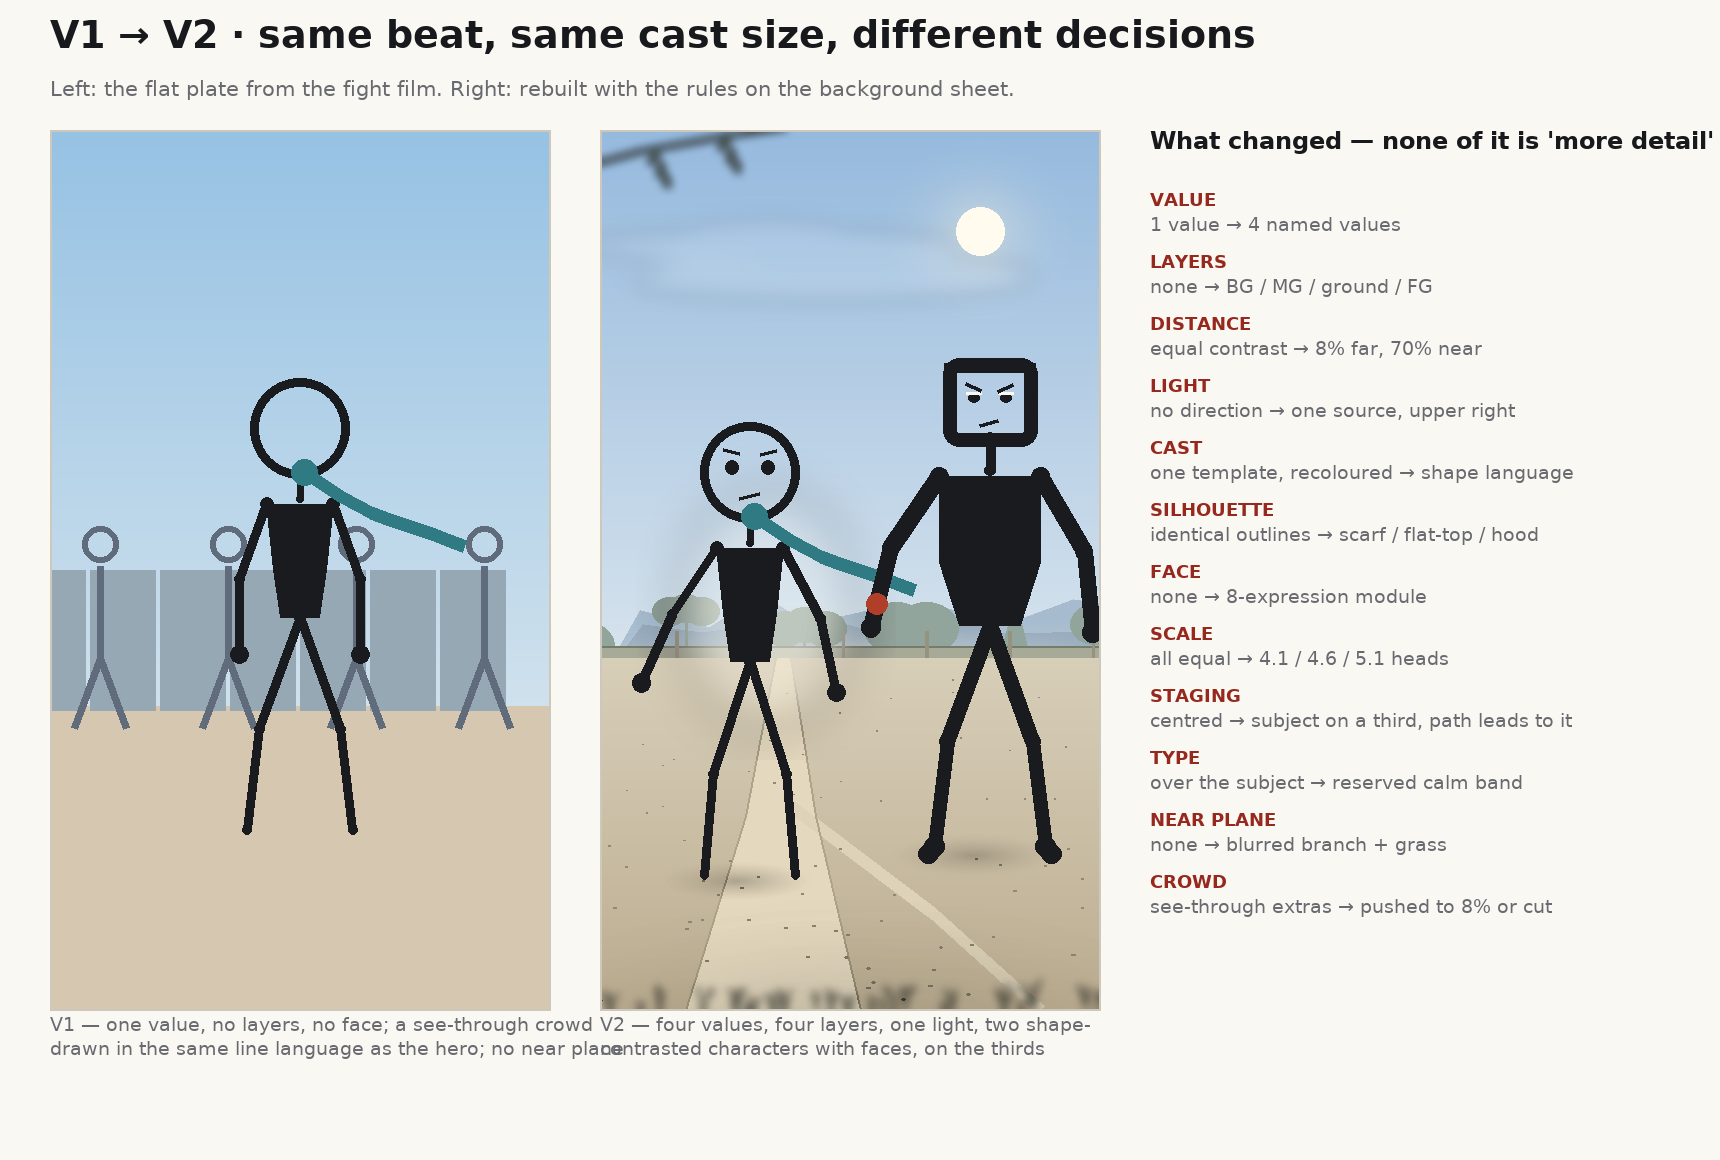 V1 → V2 · same beat, same cast size, different decisions
Left: the flat plate from the fight film. Right: rebuilt with the rules on the background sheet.
What changed — none of it is 'more detail'
VALUE
1 value → 4 named values
LAYERS
none → BG / MG / ground / FG
DISTANCE
equal contrast → 8% far, 70% near
LIGHT
no direction → one source, upper right
CAST
one template, recoloured → shape language
SILHOUETTE
identical outlines → scarf / flat-top / hood
FACE
none → 8-expression module
SCALE
all equal → 4.1 / 4.6 / 5.1 heads
STAGING
centred → subject on a third, path leads to it
TYPE
over the subject → reserved calm band
NEAR PLANE
none → blurred branch + grass
CROWD
see-through extras → pushed to 8% or cut
V1 — one value, no layers, no face; a see-through crowd
drawn in the same line language as the hero; no near plane
V2 — four values, four layers, one light, two shape-
contrasted characters with faces, on the thirds